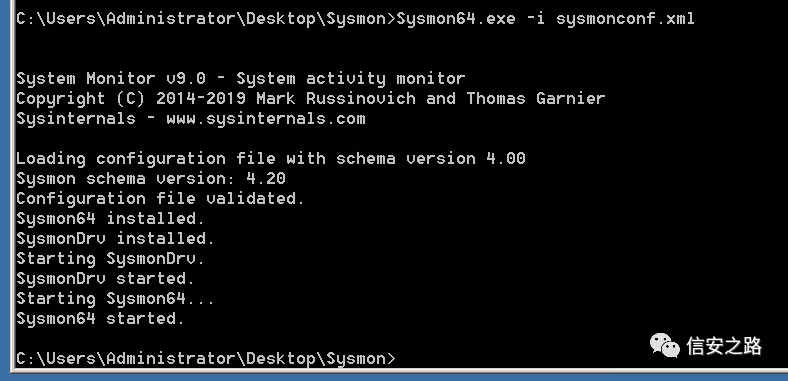 C:\Users\Administrator\Desktop\Sysmon>Sysmon64.exe -i sysmonconf.xml
System Monitor v9.0 - System activity monitor
Copyright (C) 2014-2019 Mark Russinovich and Thomas Garnier
Sysinternals - www.sysinternals.com
Loading configuration file with schema version 4.00
Sysmon schema version: 4.20
Configuration file validated.
Sysmon64 installed.
SysmonDrv installed.
Starting SysmonDrv.
SysmonDrv started.
Starting Sysmon64...
Sysmon64 started.
C:\Users\Administrator\Desktop\Sysmon>
信安之路